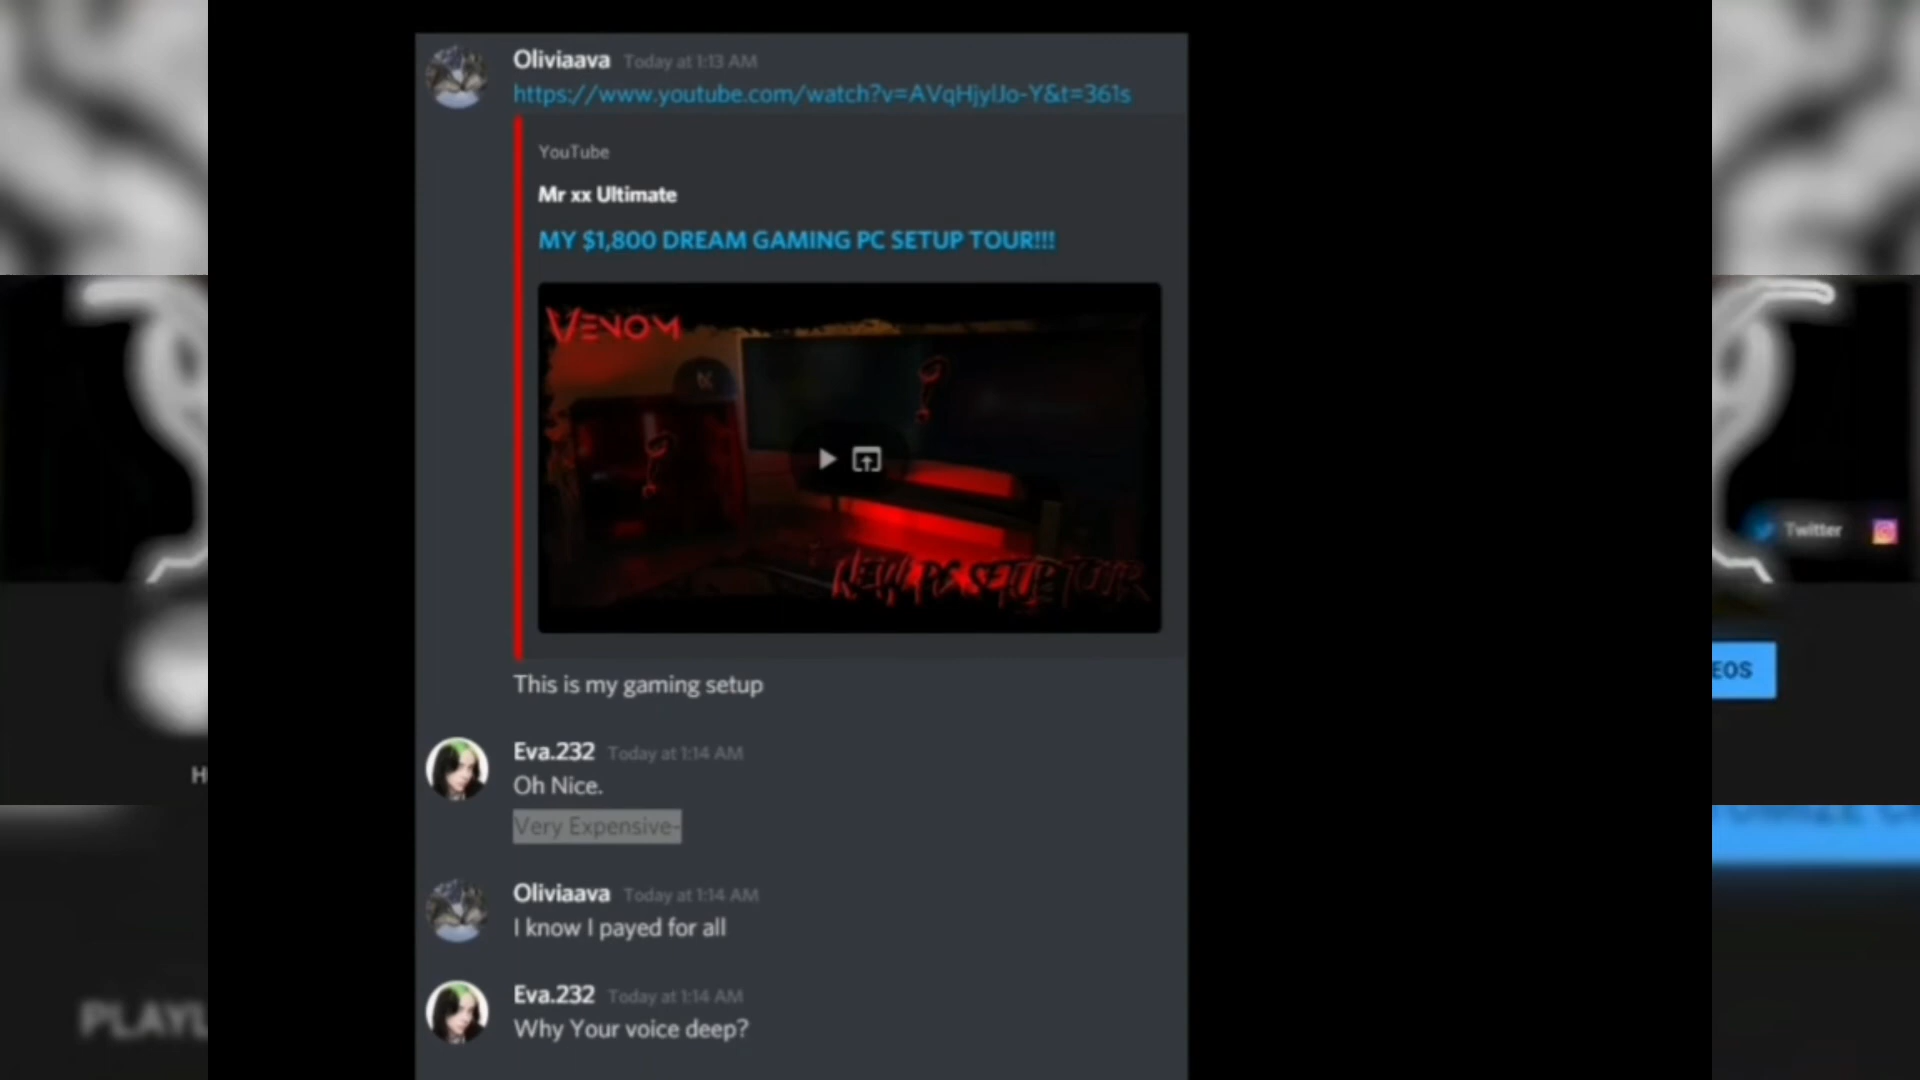 Oliviaava Today at 1:13 AM
https://www.youtube.com/watch?v=AVqHjylJo-Y&t=361s
YouTube
Mr xx Ultimate
MY $1,800 DREAM GAMING PC SETUP TOUR!!!
VENOM
NEW PC SETUP TOUR
This is my gaming setup
Eva.232 Today at 1:14 AM
Oh Nice.
Very Expensive-
Oliviaava Today at 1:14 AM
I know I payed for all
Eva.232 Today at 1:14 AM
Why Your voice deep?
Twitter
EOS
H
PLAYL